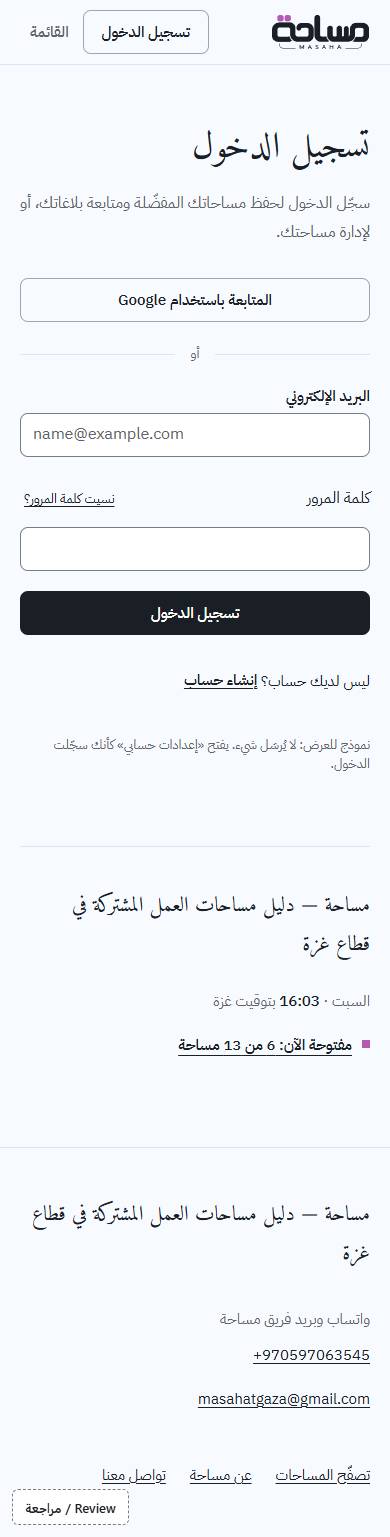 مساحة
MASAHA
تسجيل الدخول
القائمة
تسجيل الدخول
سجّل الدخول لحفظ مساحاتك المفضّلة ومتابعة بلاغاتك، أو
لإدارة مساحتك.
المتابعة باستخدام Google
أو
البريد الإلكتروني
name@example.com
كلمة المرور
نسيت كلمة المرور؟
تسجيل الدخول
ليس لديك حساب؟ إنشاء حساب
نموذج للعرض: لا يُرسَل شيء. يفتح «إعدادات حسابي» كأنك سجّلت
الدخول.
مساحة — دليل مساحات العمل المشتركة في
قطاع غزة
السبت · 16:03 بتوقيت غزة
مفتوحة الآن: 6 من 13 مساحة
مساحة — دليل مساحات العمل المشتركة في قطاع
غزة
واتساب وبريد فريق مساحة
+970597063545
masahatgaza@gmail.com
تصفّح المساحات
عن مساحة
تواصل معنا
مراجعة / Review